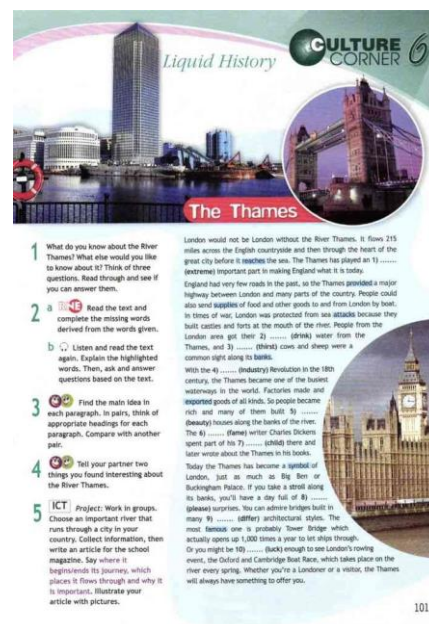 Liquid History
CULTURE
CORNER 6
The Thames
1 What do you know about the River
Thames? What else would you like
to know about it? Think of three
questions. Read through and see if
you can answer them.
2 a Read the text and
complete the missing words
derived from the words given.
b Listen and read the text
again. Explain the highlighted
words. Then, ask and answer
questions based on the text.
3 Find the main idea in
each paragraph. In pairs, think of
appropriate headings for each
paragraph. Compare with another
pair.
4 Tell your partner two
things you found interesting about
the River Thames.
5 ICT Project: Work in groups.
Choose an important river that
runs through a city in your
country. Collect information, then
write an article for the school
magazine. Say where it
begins/ends its journey, which
places it flows through and why it
is important. Illustrate your
article with pictures.
London would not be London without the River Thames. It flows 215
miles across the English countryside and then through the heart of the
great city before it reaches the sea. The Thames has played an 1) .......
(extreme) important part in making England what it is today.
England had very few roads in the past, so the Thames provided a major
highway between London and many parts of the country. People could
also send supplies of food and other goods to and from London by boat.
In times of war, London was protected from sea attacks because they
built castles and forts at the mouth of the river. People from the
London area got their 2) ....... (drink) water from the
Thames, and 3) ....... (thirst) cows and sheep were a
common sight along its banks.
With the 4) ....... (industry) Revolution in the 18th
century, the Thames became one of the busiest
waterways in the world. Factories made and
exported goods of all kinds. So people became
rich and many of them built 5) .......
(beauty) houses along the banks of the river.
The 6) ....... (fame) writer Charles Dickens
spent part of his 7) ....... (child) there and
later wrote about the Thames in his books.
Today the Thames has become a symbol of
London, just as much as Big Ben or
Buckingham Palace. If you take a stroll along
its banks, you'll have a day full of 8) .......
(please) surprises. You can admire bridges built in
many 9) ....... (differ) architectural styles. The
most famous one is probably Tower Bridge which
actually opens up 1,000 times a year to let ships through.
Or you might be 10) ....... (luck) enough to see London's rowing
event, the Oxford and Cambridge Boat Race, which takes place on the
river every spring. Whether you're a Londoner or a visitor, the Thames
will always have something to offer you.
101